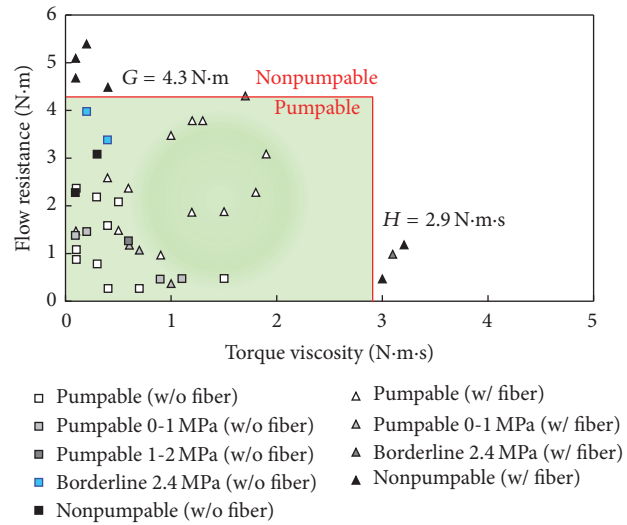 6
5
4
3
2
1
0
Flow resistance (N·m)
G = 4.3 N·m
Nonpumpable
Pumpable
H = 2.9 N·m·s
0 1 2 3 4 5
Torque viscosity (N·m·s)
Pumpable (w/o fiber)
Pumpable 0-1 MPa (w/o fiber)
Pumpable 1-2 MPa (w/o fiber)
Borderline 2.4 MPa (w/o fiber)
Nonpumpable (w/o fiber)
Pumpable (w/ fiber)
Pumpable 0-1 MPa (w/ fiber)
Borderline 2.4 MPa (w/ fiber)
Nonpumpable (w/ fiber)